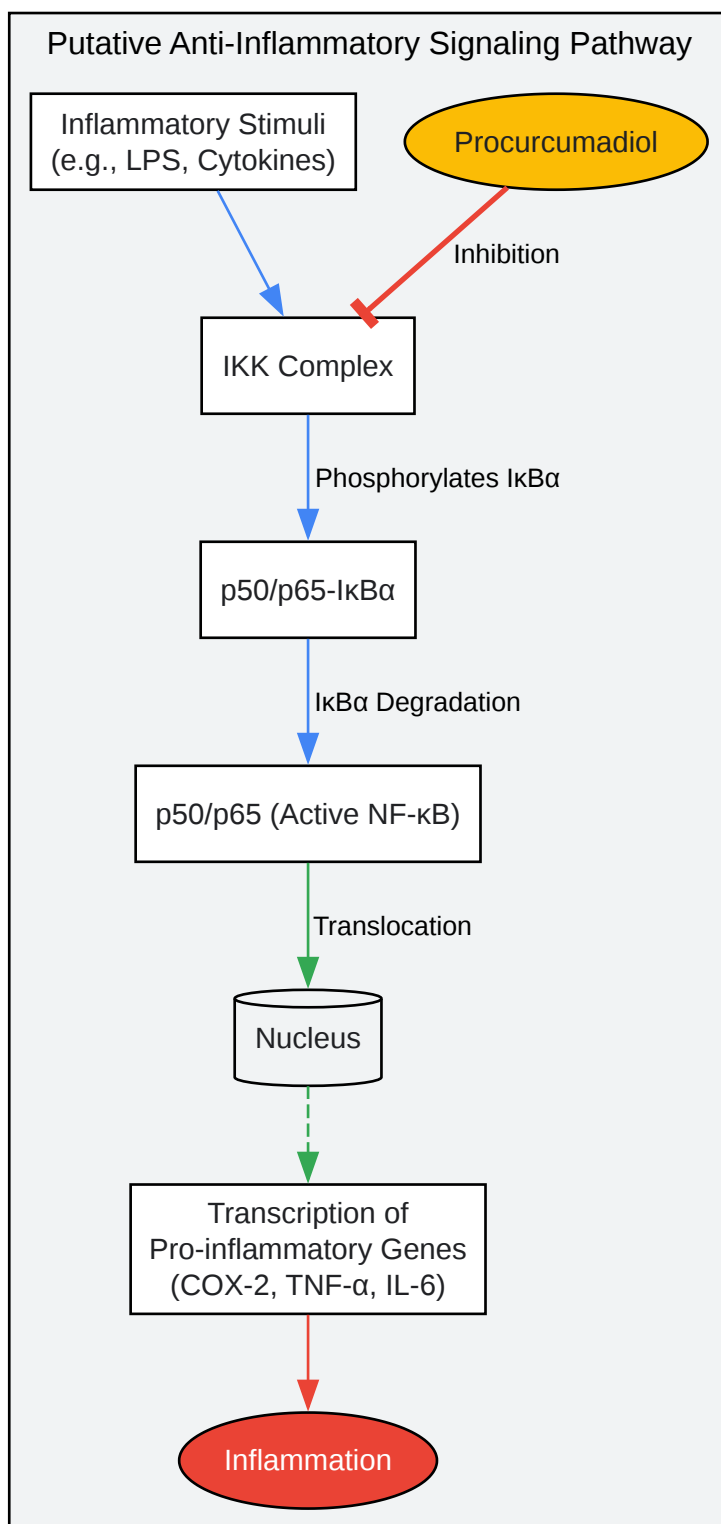 Putative Anti-Inflammatory Signaling Pathway
Inflammatory Stimuli
(e.g., LPS, Cytokines)
Procurcumadiol
Inhibition
IKK Complex
Phosphorylates IκBα
p50/p65-IκBα
IκBα Degradation
p50/p65 (Active NF-κB)
Translocation
Nucleus
Transcription of
Pro-inflammatory Genes
(COX-2, TNF-α, IL-6)
Inflammation